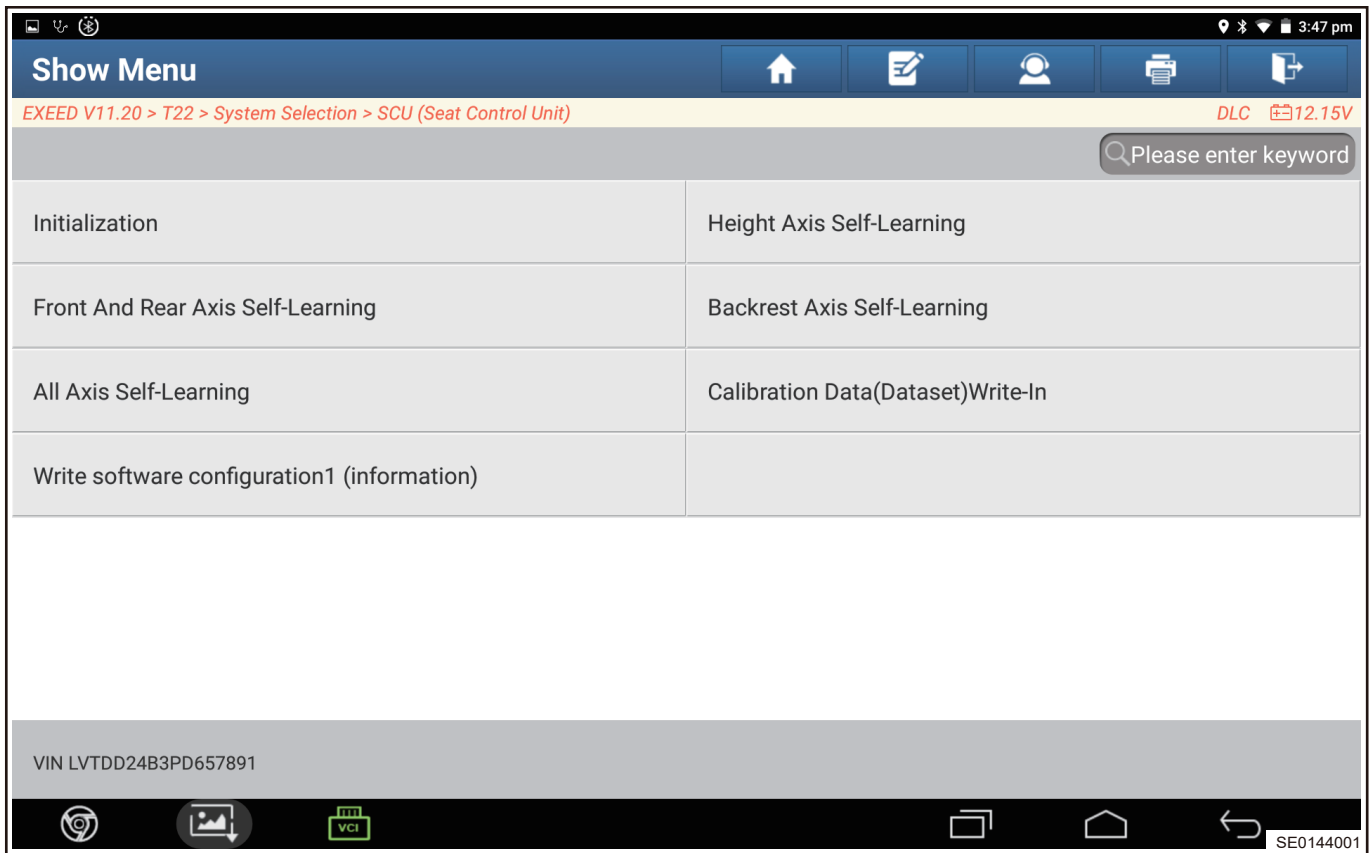 3:47 pm
Show Menu
EXEED V11.20 > T22 > System Selection > SCU (Seat Control Unit)
DLC 12.15V
Please enter keyword
Initialization
Height Axis Self-Learning
Front And Rear Axis Self-Learning
Backrest Axis Self-Learning
All Axis Self-Learning
Calibration Data(Dataset)Write-In
Write software configuration1 (information)
VIN LVTDD24B3PD657891
VCI
SE0144001